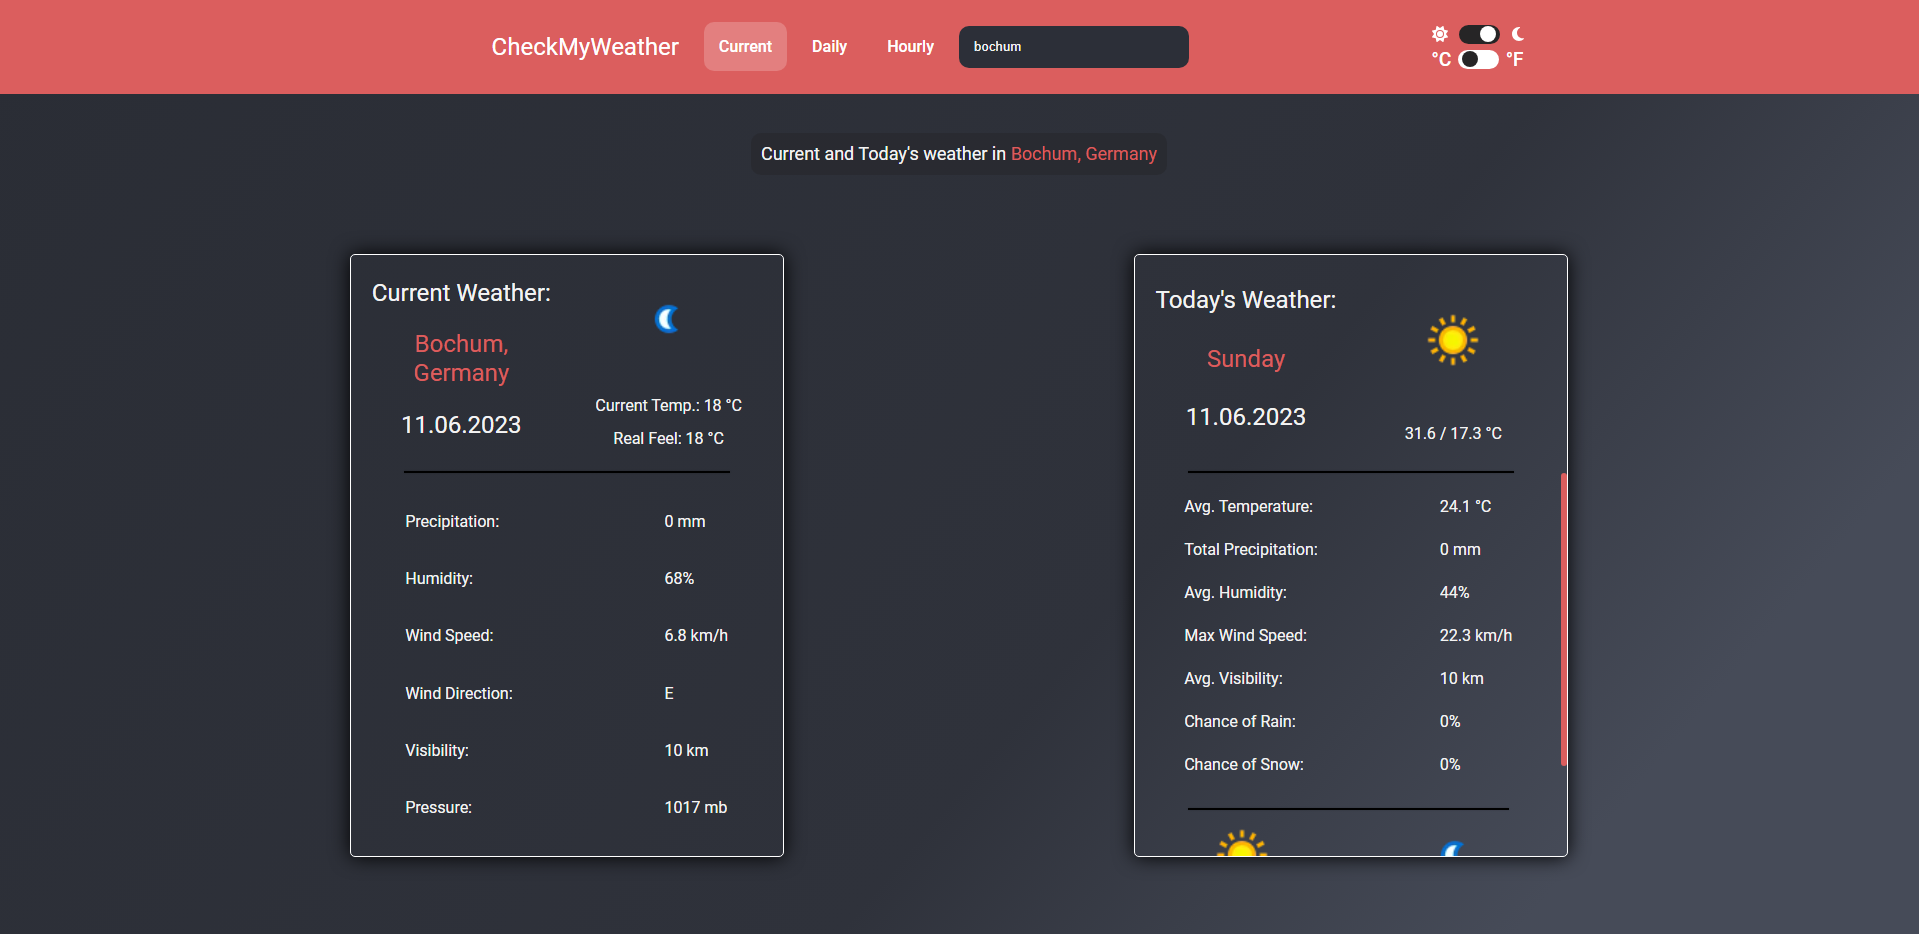 CheckMyWeather Current Daily Hourly bochum
°C °F
Current and Today's weather in Bochum, Germany
Current Weather:
Bochum,
Germany
11.06.2023
Current Temp.: 18 °C
Real Feel: 18 °C
Precipitation: 0 mm
Humidity: 68%
Wind Speed: 6.8 km/h
Wind Direction: E
Visibility: 10 km
Pressure: 1017 mb
Today's Weather:
Sunday
11.06.2023
31.6 / 17.3 °C
Avg. Temperature: 24.1 °C
Total Precipitation: 0 mm
Avg. Humidity: 44%
Max Wind Speed: 22.3 km/h
Avg. Visibility: 10 km
Chance of Rain: 0%
Chance of Snow: 0%